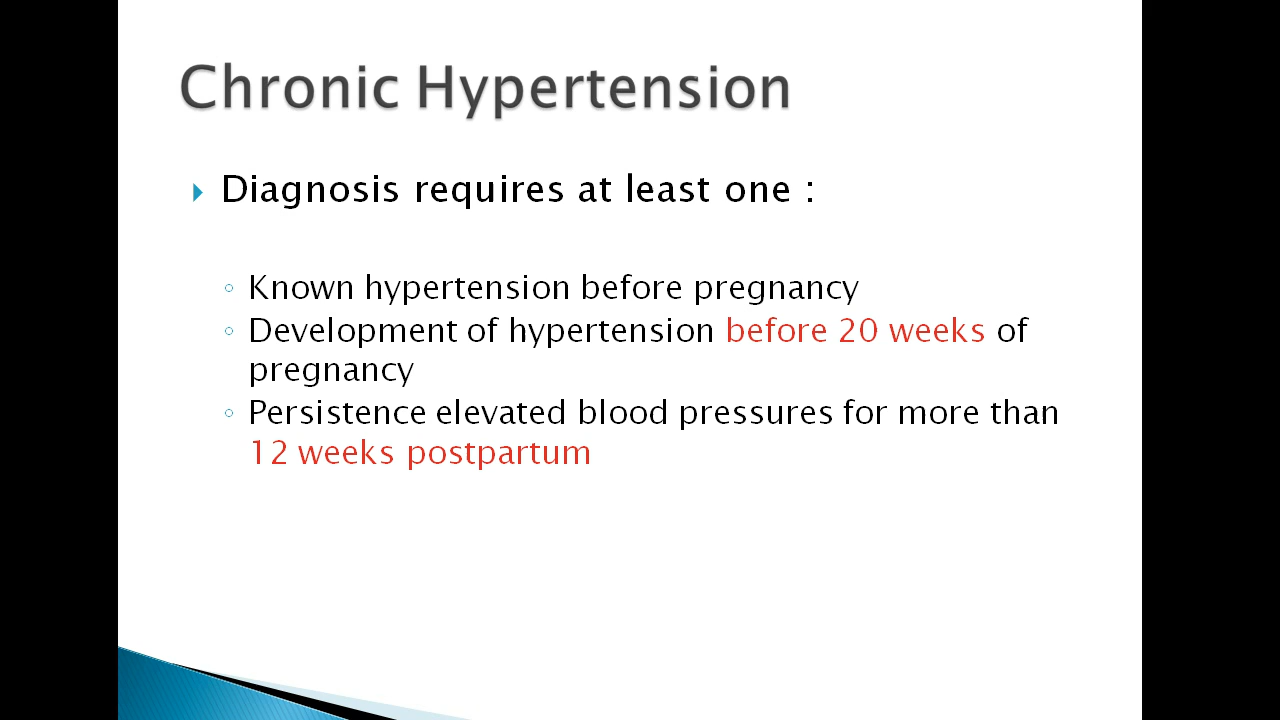 Chronic Hypertension
Diagnosis requires at least one :
Known hypertension before pregnancy
Development of hypertension before 20 weeks of
pregnancy
Persistence elevated blood pressures for more than
12 weeks postpartum